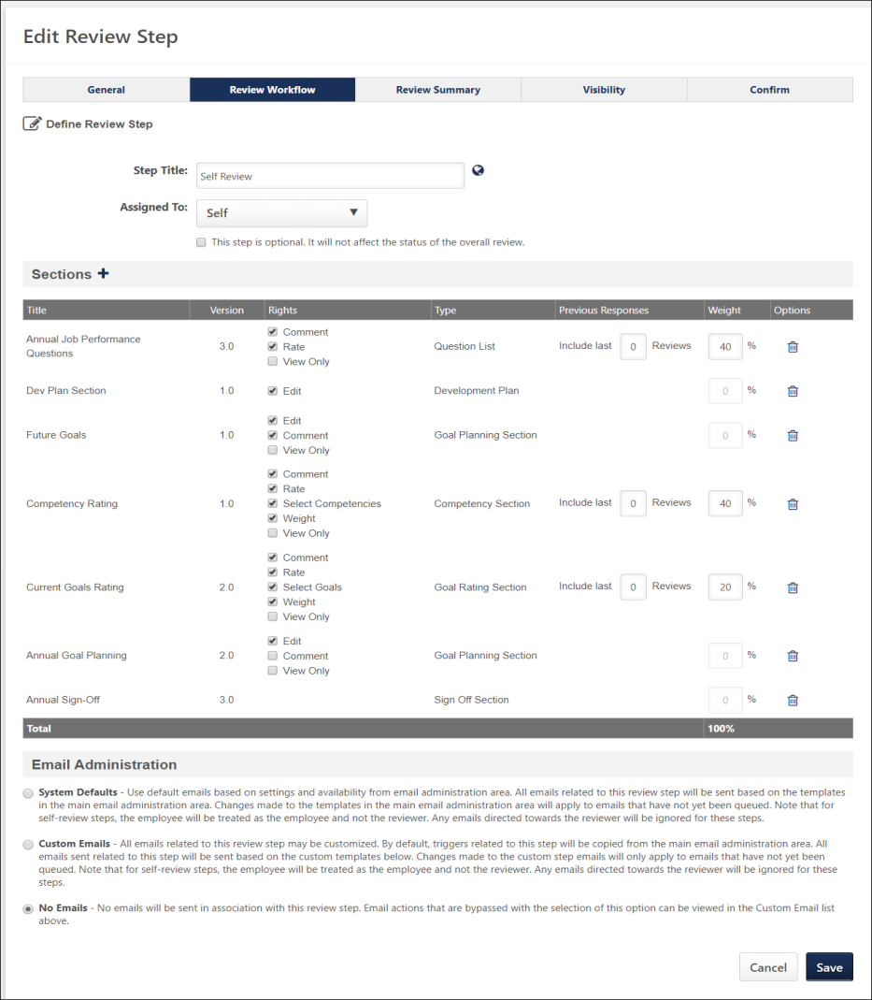 Edit Review Step
General Review Workflow Review Summary Visibility Confirm
Define Review Step
Step Title: Self Review
Assigned To: Self
This step is optional. It will not affect the status of the overall review.
Sections
Title Version Rights Type Previous Responses Weight Options
Annual Job Performance Questions 3.0 Comment Rate View Only Question List Include last 0 Reviews 40 %
Dev Plan Section 1.0 Edit Development Plan 0 %
Future Goals 1.0 Edit Comment View Only Goal Planning Section 0 %
Competency Rating 1.0 Comment Rate Select Competencies Weight View Only Competency Section Include last 0 Reviews 40 %
Current Goals Rating 2.0 Comment Rate Select Goals Weight View Only Goal Rating Section Include last 0 Reviews 20 %
Annual Goal Planning 2.0 Edit Comment View Only Goal Planning Section 0 %
Annual Sign-Off 3.0 Sign Off Section 0 %
Total 100%
Email Administration
System Defaults - Use default emails based on settings and availability from email administration area. All emails related to this review step will be sent based on the templates
in the main email administration area. Changes made to the templates in the main email administration area will apply to emails that have not yet been queued. Note that for
self-review steps, the employee will be treated as the employee and not the reviewer. Any emails directed towards the reviewer will be ignored for these steps.
Custom Emails - All emails related to this review step may be customized. By default, triggers related to this step will be copied from the main email administration area. All
emails sent related to this step will be sent based on the custom templates below. Changes made to the custom step emails will only apply to emails that have not yet been
queued. Note that for self-review steps, the employee will be treated as the employee and not the reviewer. Any emails directed towards the reviewer will be ignored for these
steps.
No Emails - No emails will be sent in association with this review step. Email actions that are bypassed with the selection of this option can be viewed in the Custom Email list
above.
Cancel Save